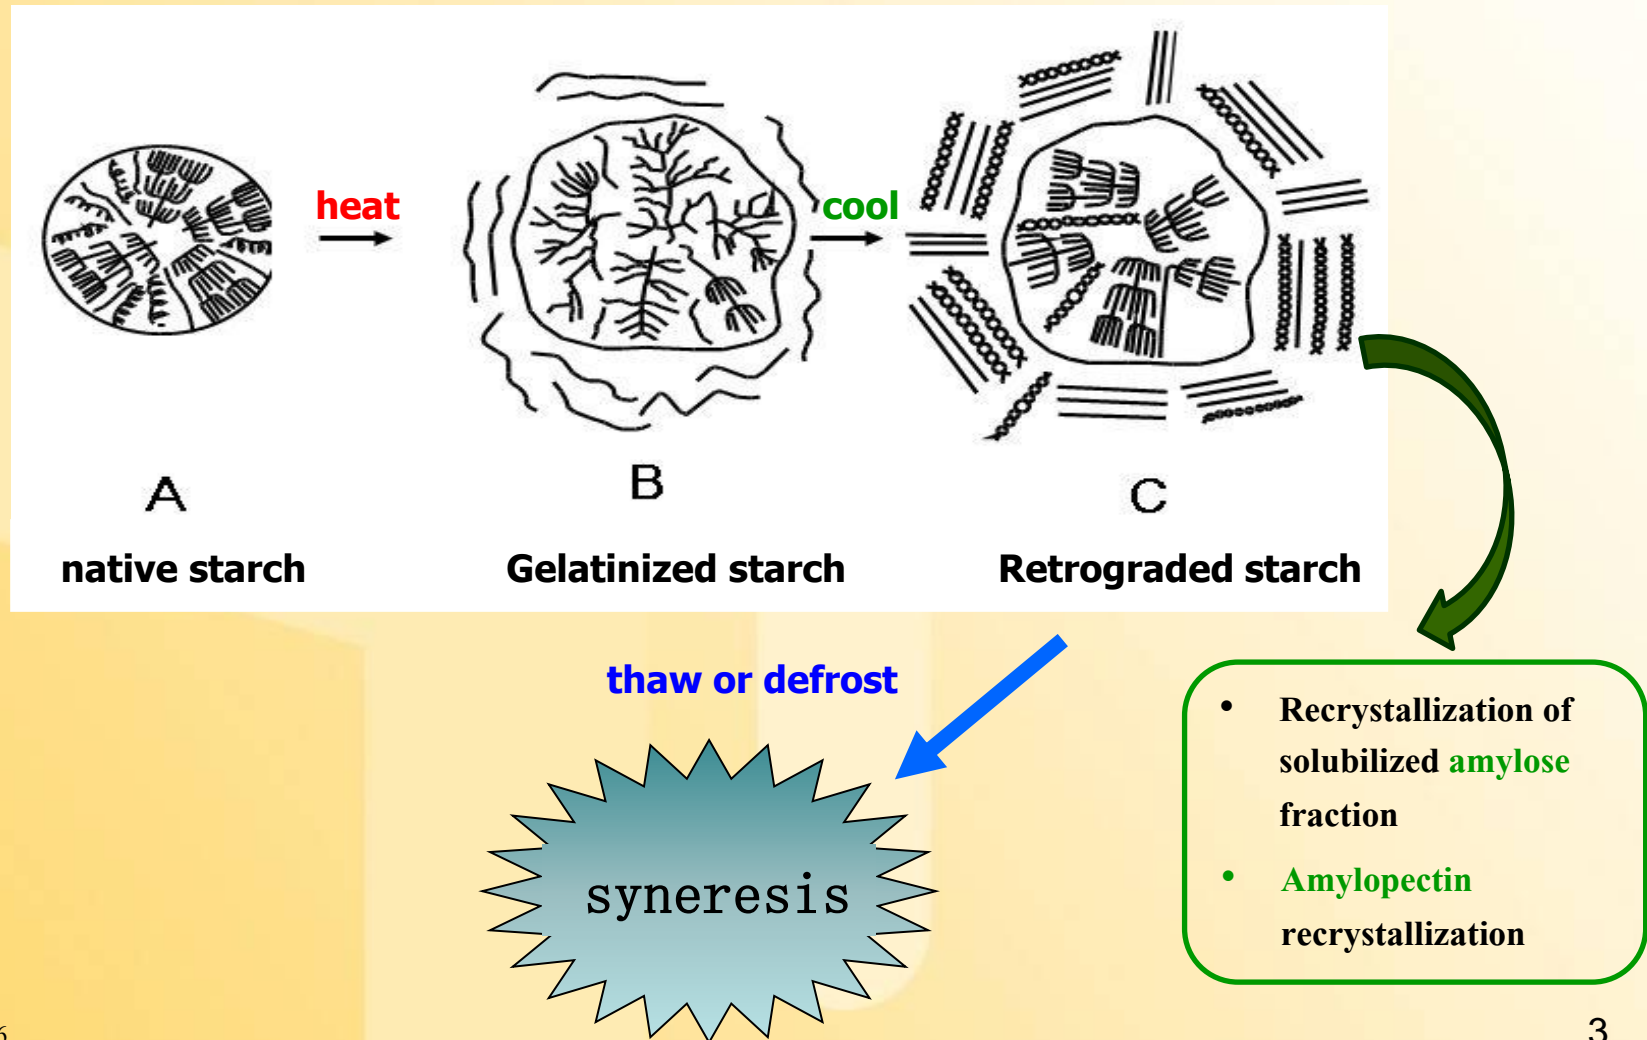 heat
cool
A
B
C
native starch
Gelatinized starch
Retrograded starch
thaw or defrost
syneresis
• Recrystallization of
solubilized amylose
fraction
• Amylopectin
recrystallization
6
3